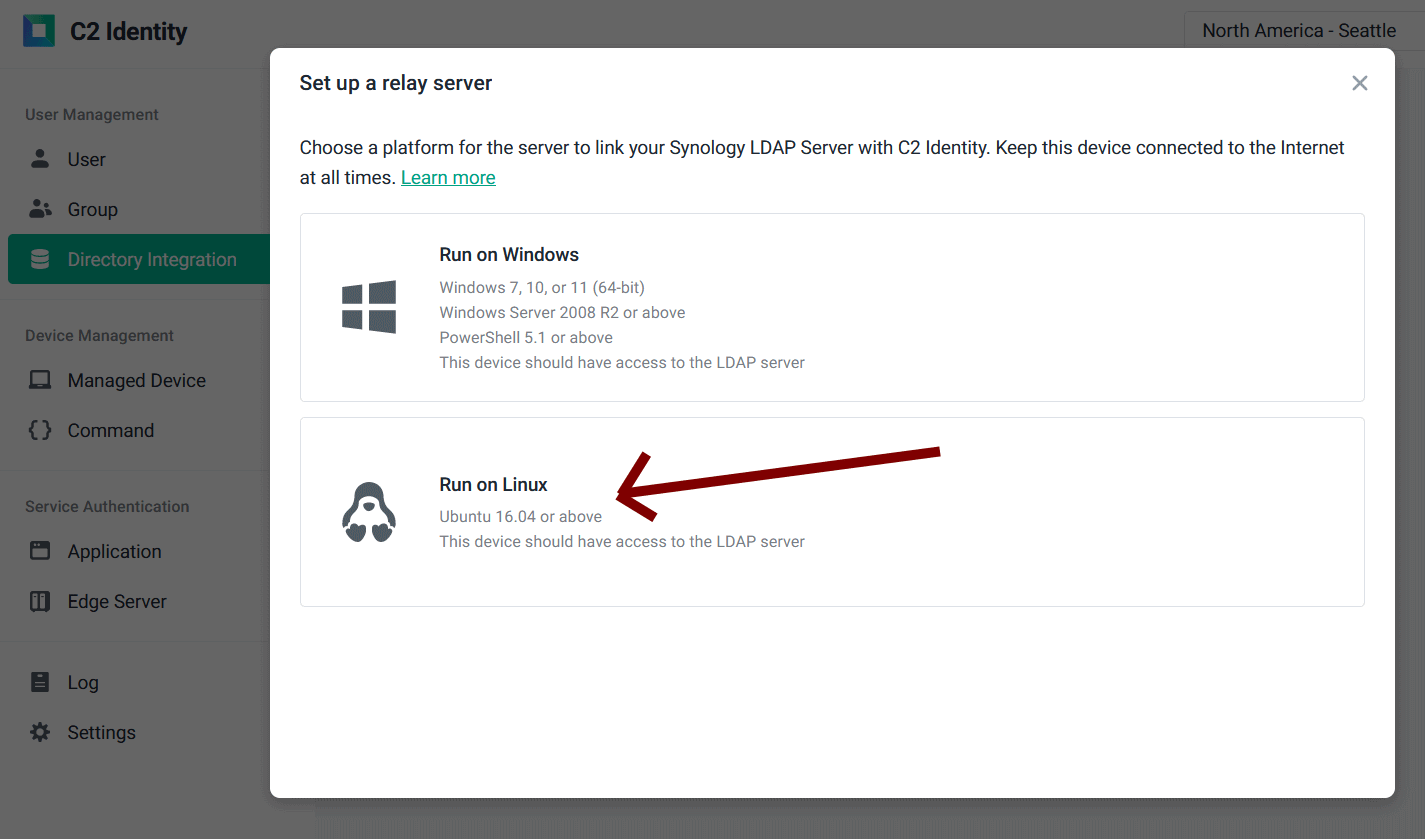 C2 Identity
North America - Seattle
User Management
User
Group
Directory Integration
Device Management
Managed Device
Command
Service Authentication
Application
Edge Server
Log
Settings
Set up a relay server
Choose a platform for the server to link your Synology LDAP Server with C2 Identity. Keep this device connected to the Internet
at all times. Learn more
Run on Windows
Windows 7, 10, or 11 (64-bit)
Windows Server 2008 R2 or above
PowerShell 5.1 or above
This device should have access to the LDAP server
Run on Linux
Ubuntu 16.04 or above
This device should have access to the LDAP server